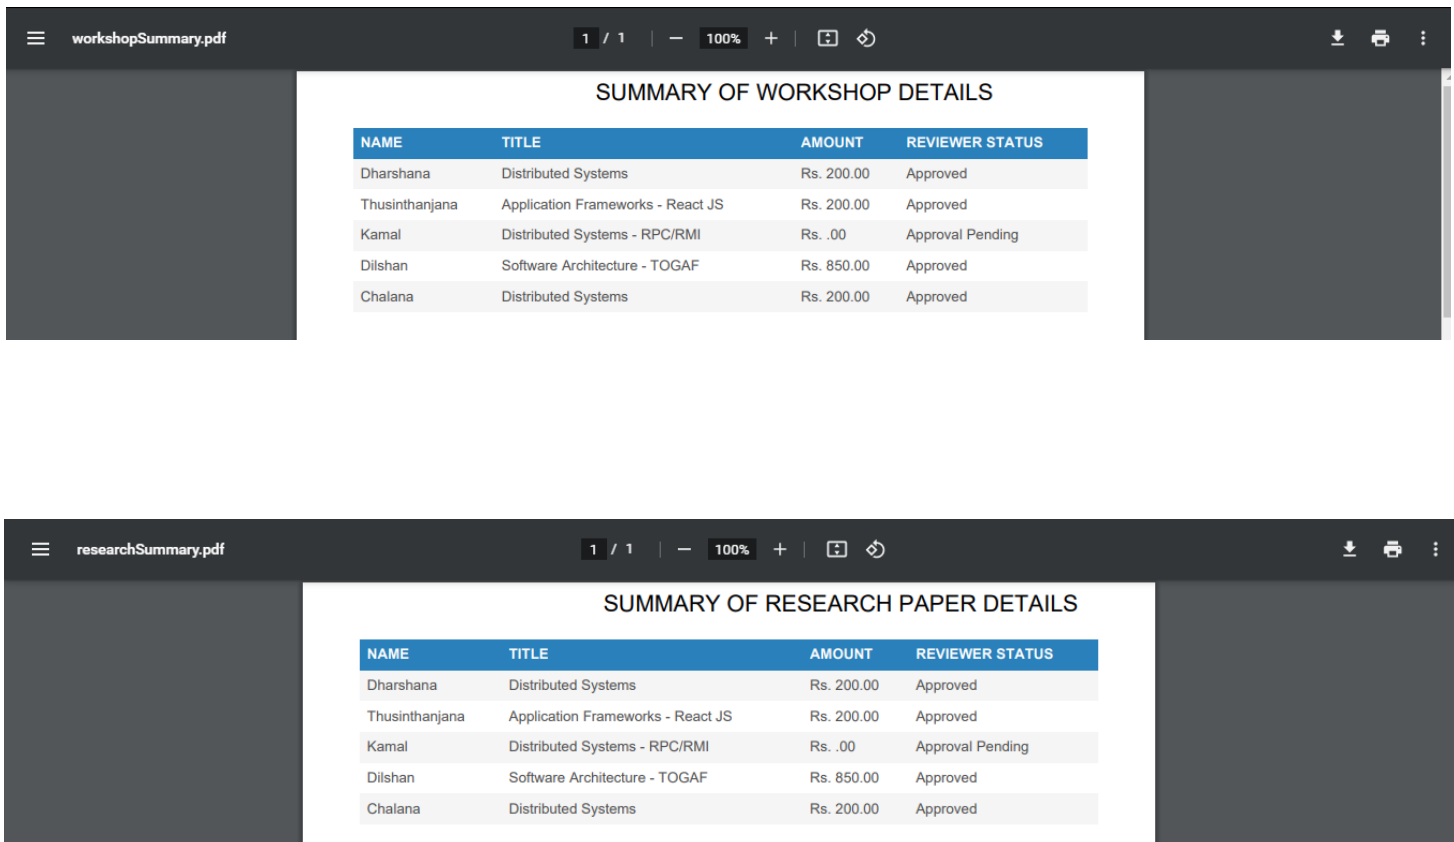 workshopSummary.pdf 1 / 1 100%
SUMMARY OF WORKSHOP DETAILS
NAME TITLE AMOUNT REVIEWER STATUS
Dharshana Distributed Systems Rs. 200.00 Approved
Thusinthanjana Application Frameworks - React JS Rs. 200.00 Approved
Kamal Distributed Systems - RPC/RMI Rs. .00 Approval Pending
Dilshan Software Architecture - TOGAF Rs. 850.00 Approved
Chalana Distributed Systems Rs. 200.00 Approved
researchSummary.pdf 1 / 1 100%
SUMMARY OF RESEARCH PAPER DETAILS
NAME TITLE AMOUNT REVIEWER STATUS
Dharshana Distributed Systems Rs. 200.00 Approved
Thusinthanjana Application Frameworks - React JS Rs. 200.00 Approved
Kamal Distributed Systems - RPC/RMI Rs. .00 Approval Pending
Dilshan Software Architecture - TOGAF Rs. 850.00 Approved
Chalana Distributed Systems Rs. 200.00 Approved